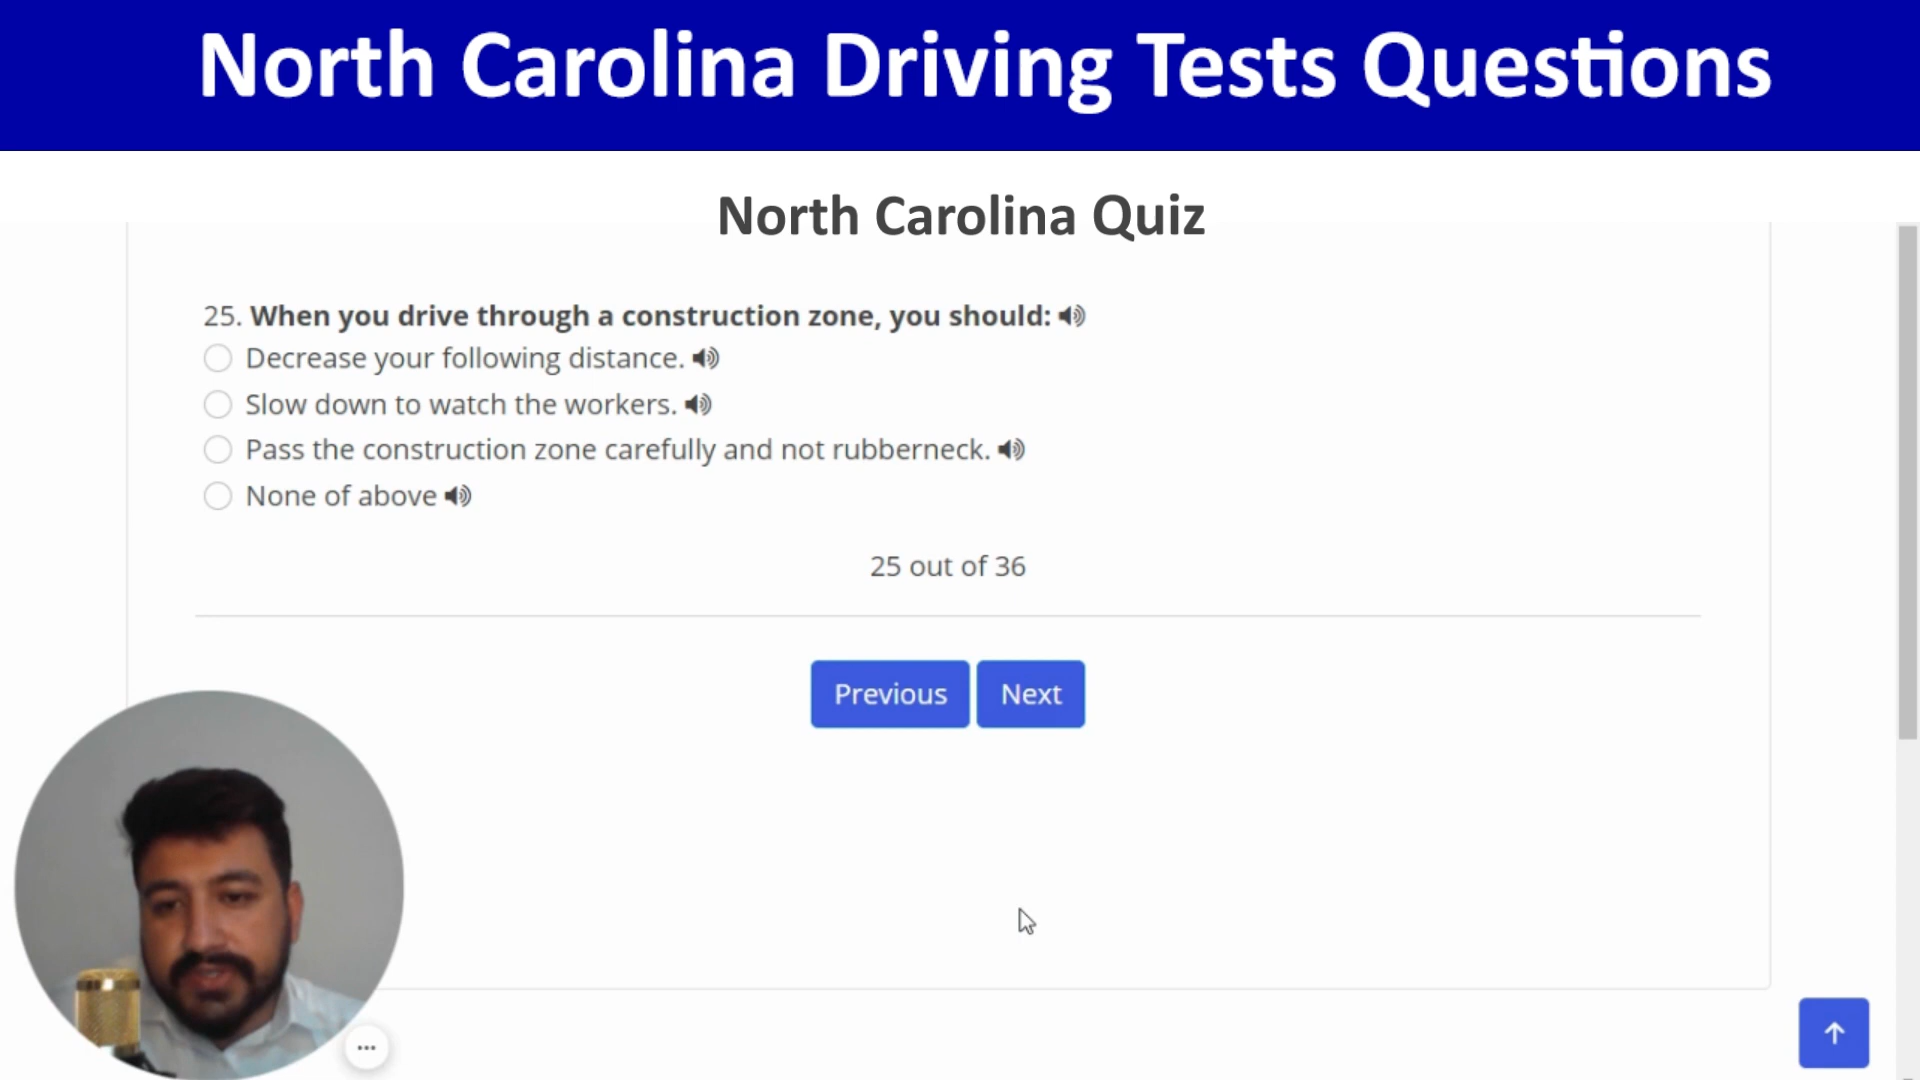 North Carolina Driving Tests Questions
North Carolina Quiz
25. When you drive through a construction zone, you should:
Decrease your following distance.
Slow down to watch the workers.
Pass the construction zone carefully and not rubberneck.
None of above
25 out of 36
Previous Next